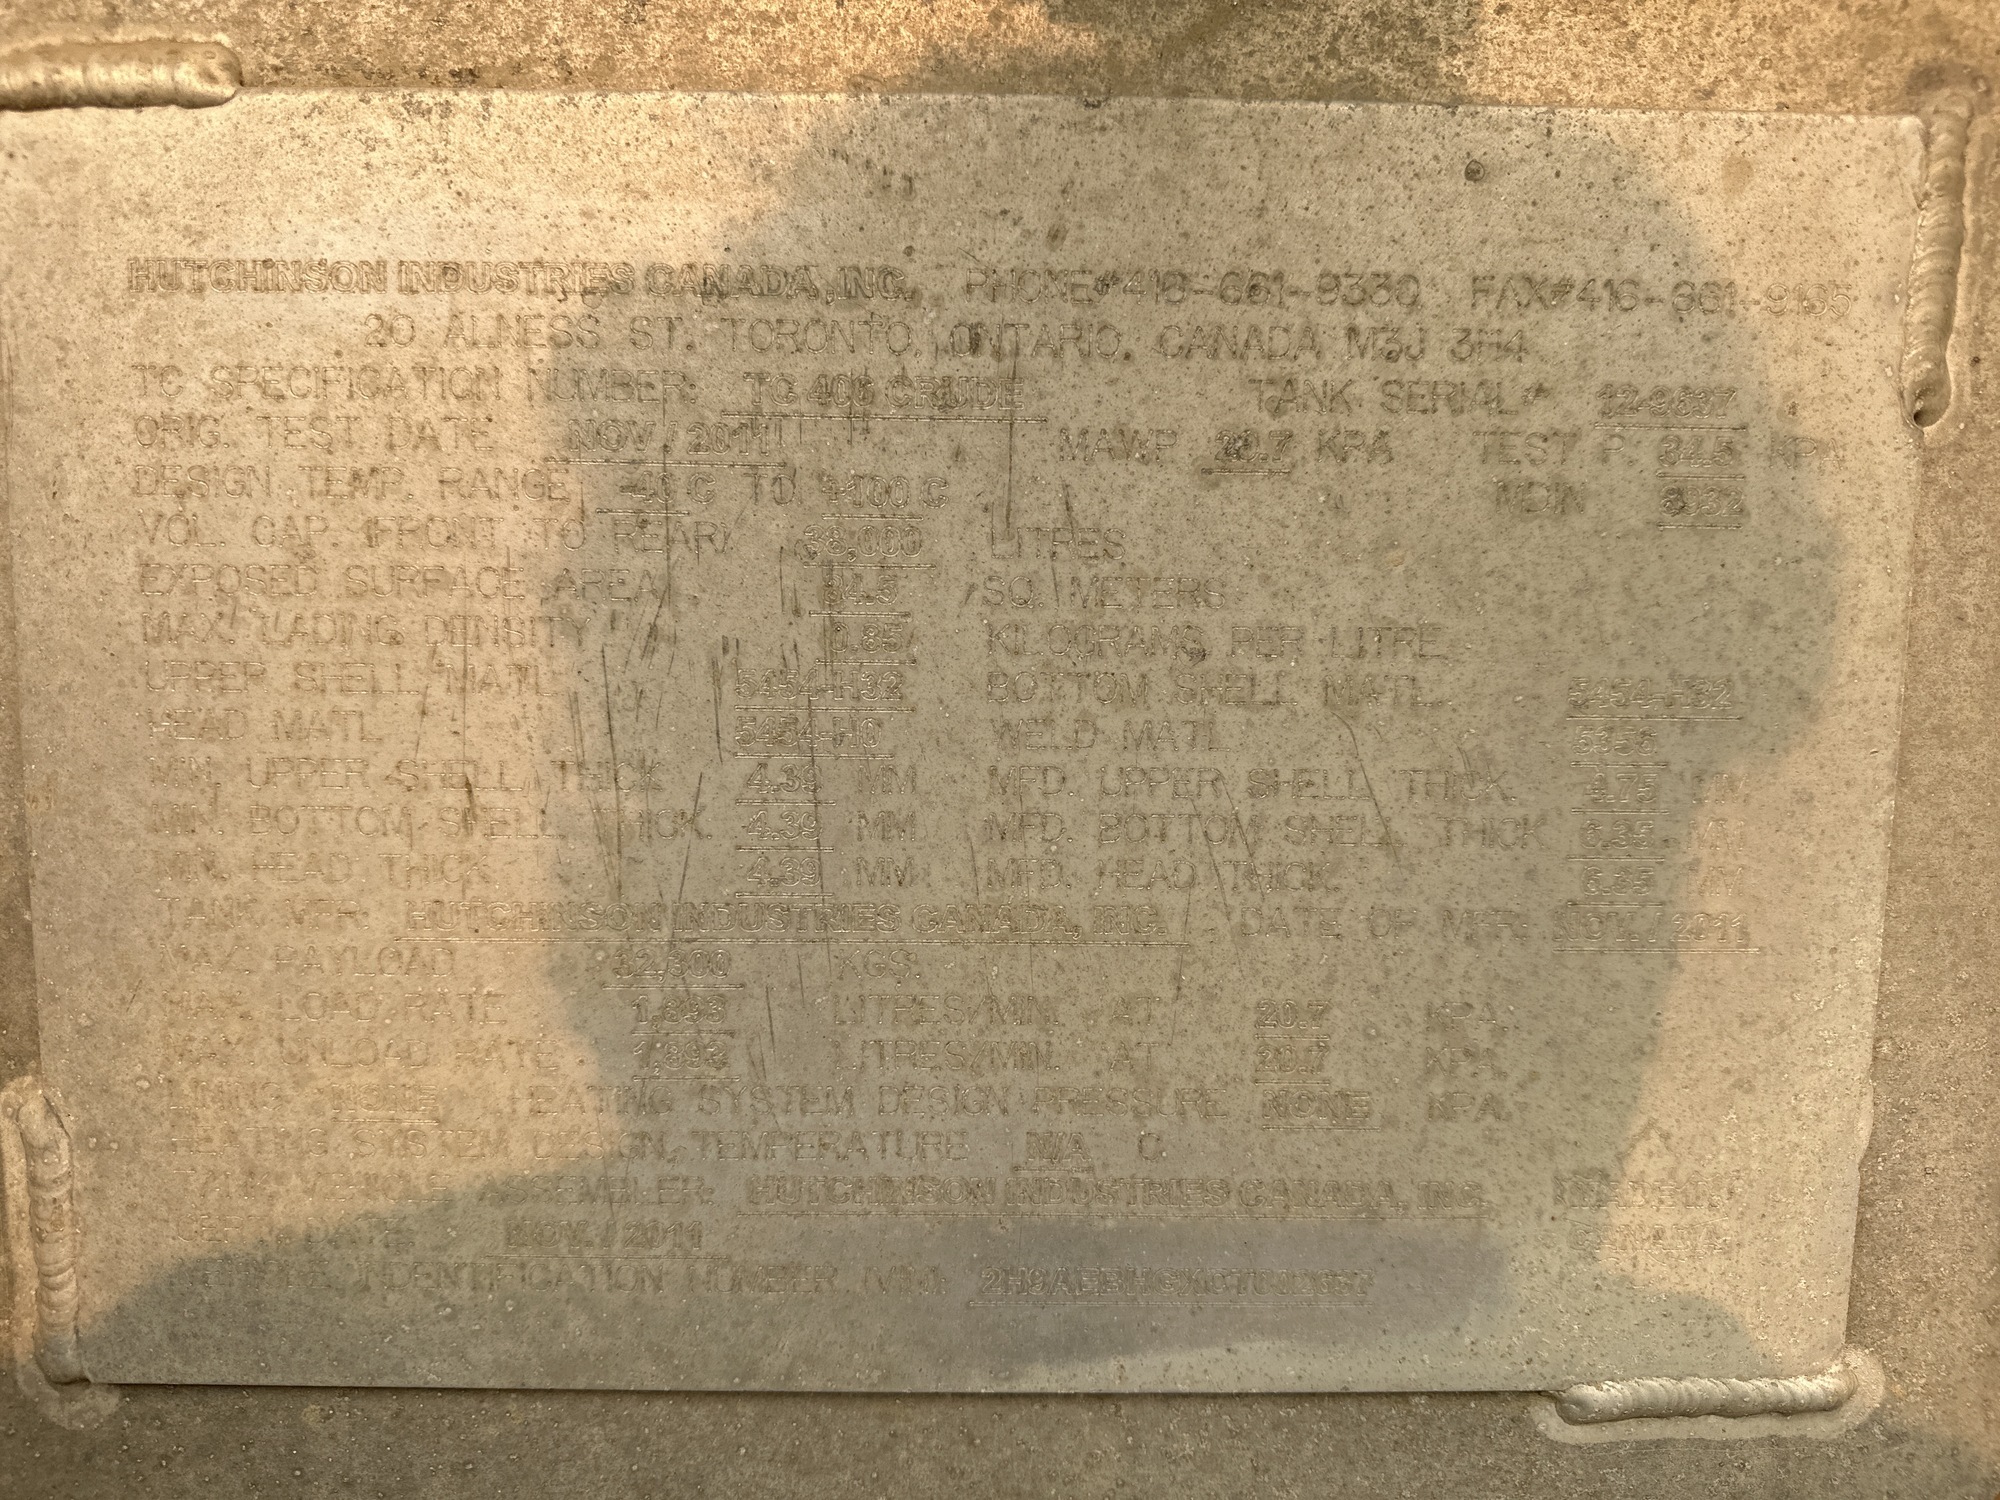 HUTCHINSON INDUSTRIES CANADA, INC. PHONE#416-661-9330 FAX#416-661-9165
20 ALNESS ST. TORONTO, ONTARIO, CANADA M3J 3H4
TC SPECIFICATION NUMBER: TC 406 CRUDE TANK SERIAL#
ORIG. TEST DATE NOV / 2011 MAWP 20.7 KPA TEST P. 34.5 KPA
DESIGN TEMP. RANGE -40 C TO +100 C MDIN
VOL. CAP. (FRONT TO REAR) 38,000 LITRES
EXPOSED SURFACE AREA SQ. METERS
MAX. LADING DENSITY 0.85 KILOGRAMS PER LITRE
UPPER SHELL MATL 5454-H32 BOTTOM SHELL MATL. 5454-H32
HEAD MATL 5454-H0 WELD MATL 5356
MIN. UPPER SHELL THICK 4.39 MM MFD. UPPER SHELL THICK. 4.75 MM
MIN. BOTTOM SHELL THICK. 4.39 MM MFD. BOTTOM SHELL THICK 6.35 MM
MIN. HEAD THICK 4.39 MM MFD. HEAD THICK. 6.35 MM
TANK MFR: HUTCHINSON INDUSTRIES CANADA, INC. DATE OF MFR: NOV. / 2011
MAX. PAYLOAD 32,300 KGS.
MAX. LOAD RATE 1,893 LITRES/MIN. AT 20.7 KPA.
MAX UNLOAD RATE 1,893 LITRES/MIN. AT 20.7 KPA.
LINING NONE HEATING SYSTEM DESIGN PRESSURE NONE KPA.
HEATING SYSTEM DESIGN, TEMPERATURE N/A C
TANK VEHICLE ASSEMBLER: HUTCHINSON INDUSTRIES CANADA, INC. MADE IN
CERT. DATE: NOV. / 2011 CANADA
VEHICLE INDENTIFICATION NUMBER (VIN):